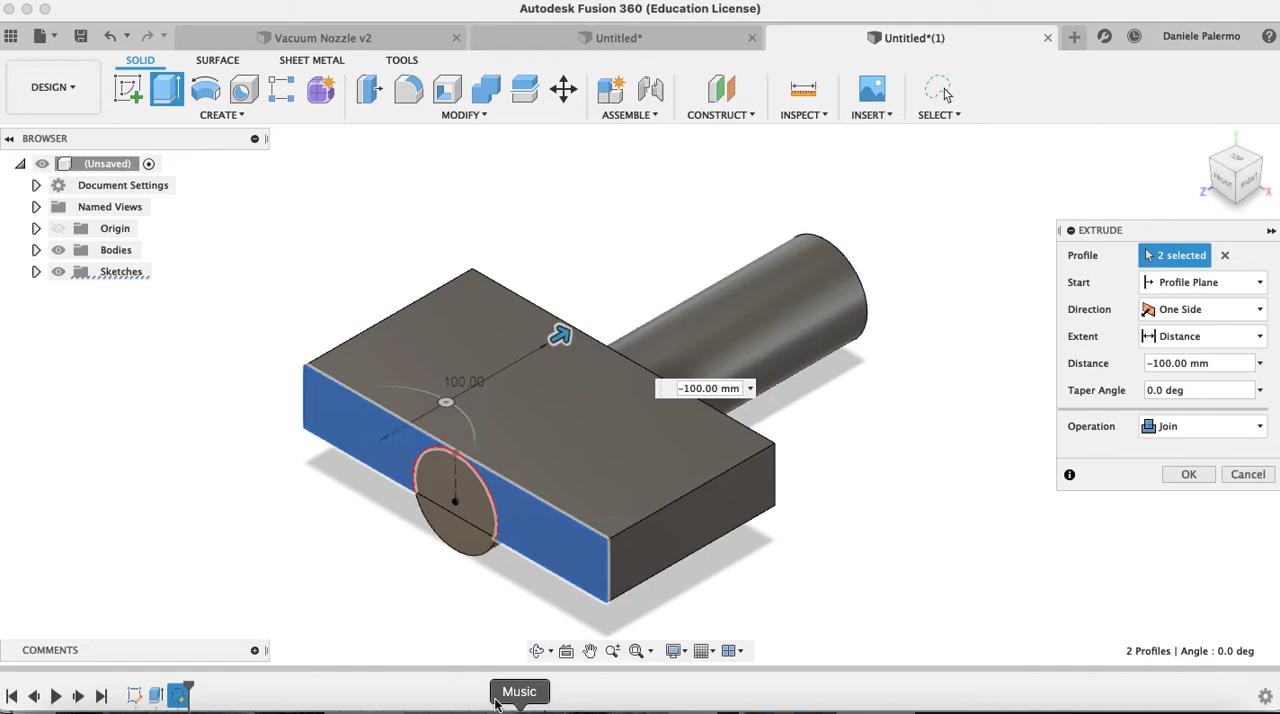 Autodesk Fusion 360 (Education License)
Vacuum Nozzle v2
Untitled*
Untitled*(1)
Daniele Palermo
DESIGN
SOLID
SURFACE
SHEET METAL
TOOLS
CREATE
MODIFY
ASSEMBLE
CONSTRUCT
INSPECT
INSERT
SELECT
BROWSER
(Unsaved)
Document Settings
Named Views
Origin
Bodies
Sketches
FRONT
RIGHT
Y
Z
X
EXTRUDE
Profile 2 selected
Start Profile Plane
Direction One Side
Extent Distance
Distance -100.00 mm
Taper Angle 0.0 deg
Operation Join
OK Cancel
100.00
-100.00 mm
COMMENTS
2 Profiles | Angle : 0.0 deg
Music